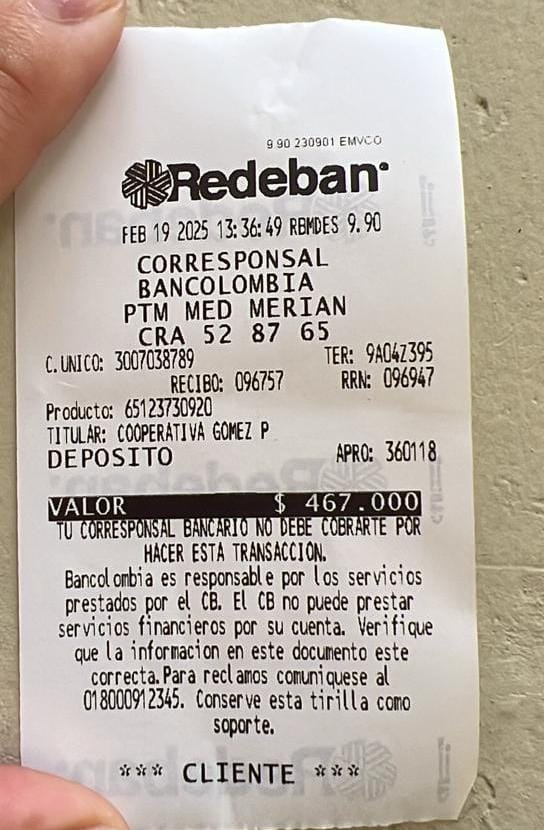 9.90 230901 EMVCO
Redeban
FEB 19 2025 13:36:49 RBMDES 9.90
CORRESPONSAL
BANCOLOMBIA
PTM MED MERIAN
CRA 52 87 65
C.UNICO: 3007038789 TER: 9A04Z395
RECIBO: 096757 RRN: 096947
Producto: 65123730920
TITULAR: COOPERATIVA GOMEZ P
DEPOSITO APRO: 360118
VALOR $ 467.000
TU CORRESPONSAL BANCARIO NO DEBE COBRARTE POR
HACER ESTA TRANSACCION.
Bancolombia es responsable por los servicios
prestados por el CB. El CB no puede prestar
servicios financieros por su cuenta. Verifique
que la informacion en este documento este
correcta.Para reclamos comuniquese al
018000912345. Conserve esta tirilla como
soporte.
*** CLIENTE ***